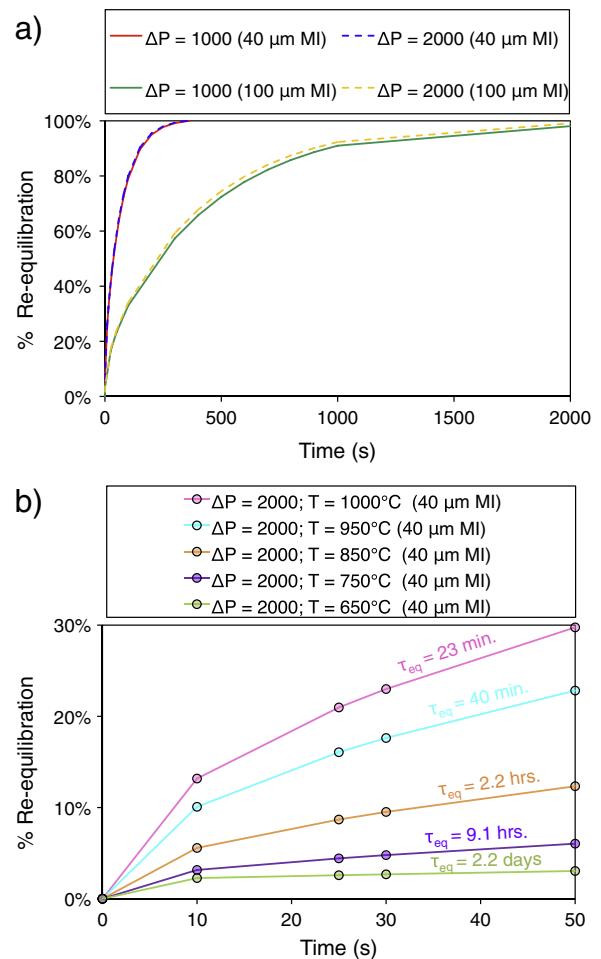 a)
ΔP = 1000 (40 μm MI)
ΔP = 2000 (40 μm MI)
ΔP = 1000 (100 μm MI)
ΔP = 2000 (100 μm MI)
100%
80%
60%
40%
20%
0%
% Re-equilibration
0
500
1000
1500
2000
Time (s)
b)
ΔP = 2000; T = 1000°C (40 μm MI)
ΔP = 2000; T = 950°C (40 μm MI)
ΔP = 2000; T = 850°C (40 μm MI)
ΔP = 2000; T = 750°C (40 μm MI)
ΔP = 2000; T = 650°C (40 μm MI)
30%
20%
10%
0%
% Re-equilibration
τeq = 23 min.
τeq = 40 min.
τeq = 2.2 hrs.
τeq = 9.1 hrs.
τeq = 2.2 days
0
10
20
30
40
50
Time (s)